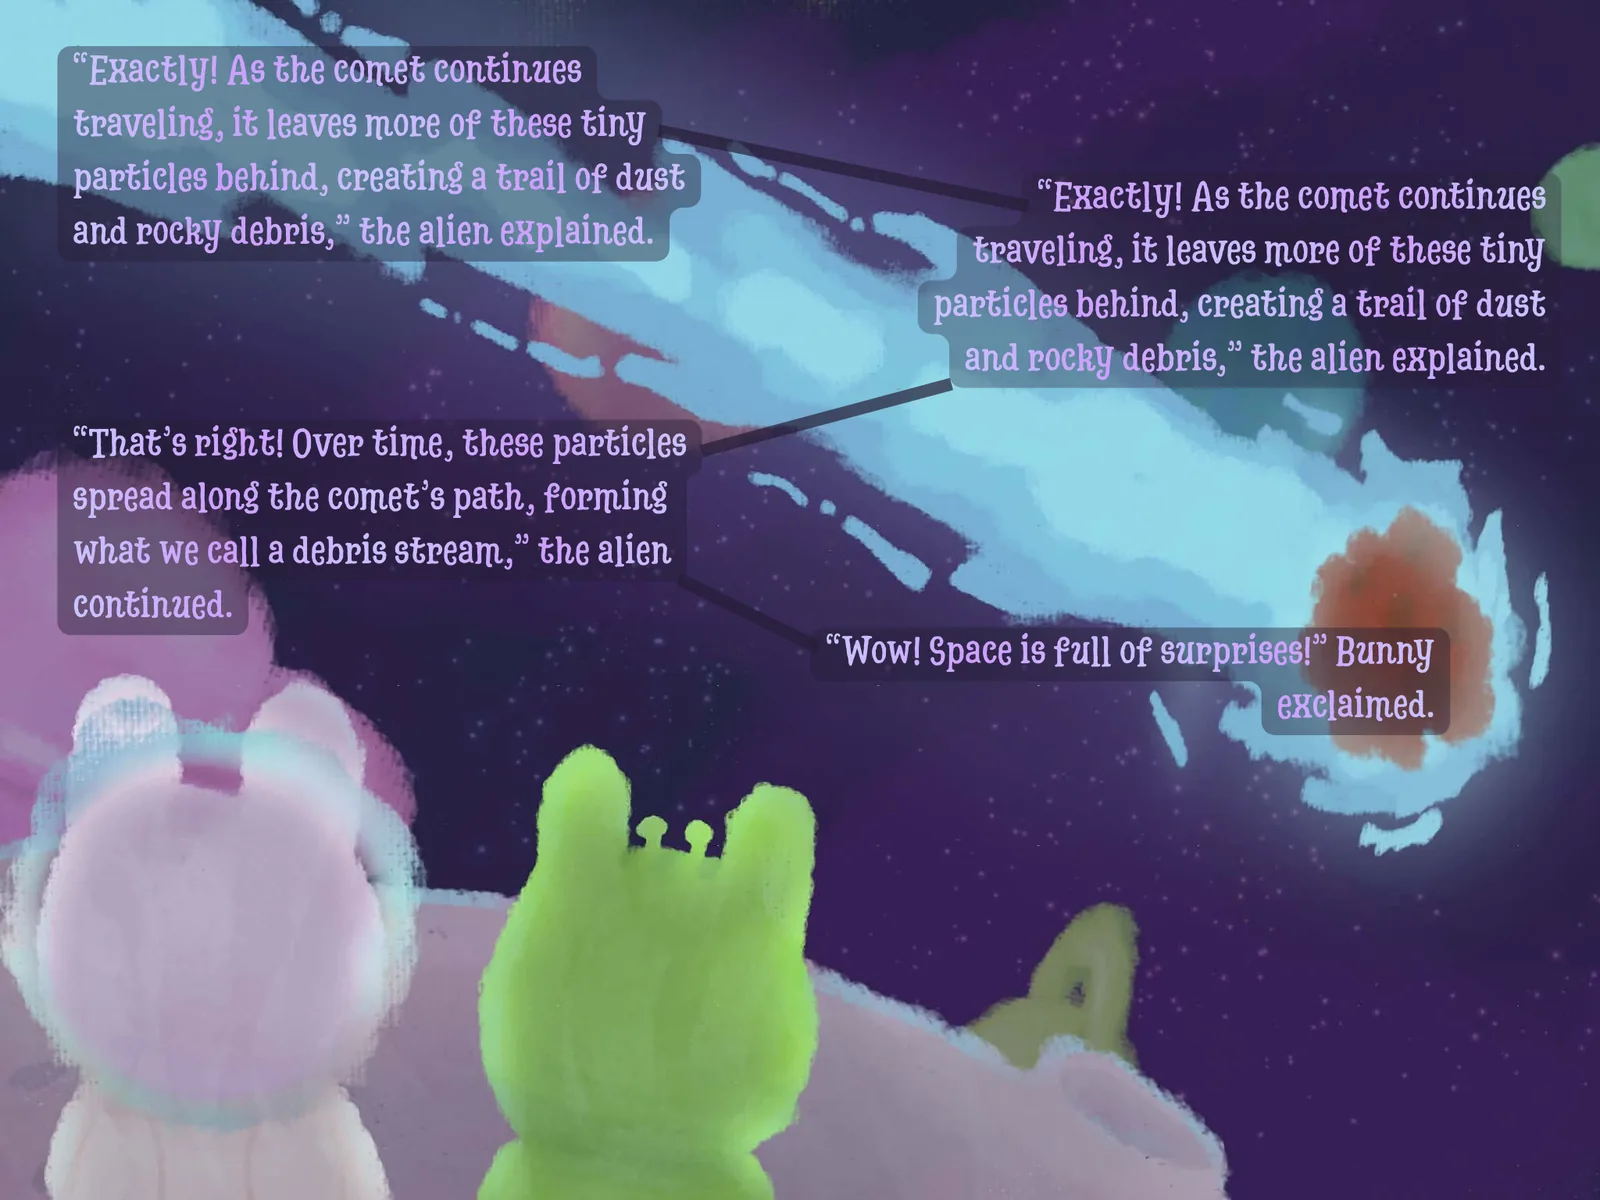 “Exactly! As the comet continues
traveling, it leaves more of these tiny
particles behind, creating a trail of dust
and rocky debris,” the alien explained.
“Exactly! As the comet continues
traveling, it leaves more of these tiny
particles behind, creating a trail of dust
and rocky debris,” the alien explained.
“That’s right! Over time, these particles
spread along the comet’s path, forming
what we call a debris stream,” the alien
continued.
“Wow! Space is full of surprises!” Bunny
exclaimed.